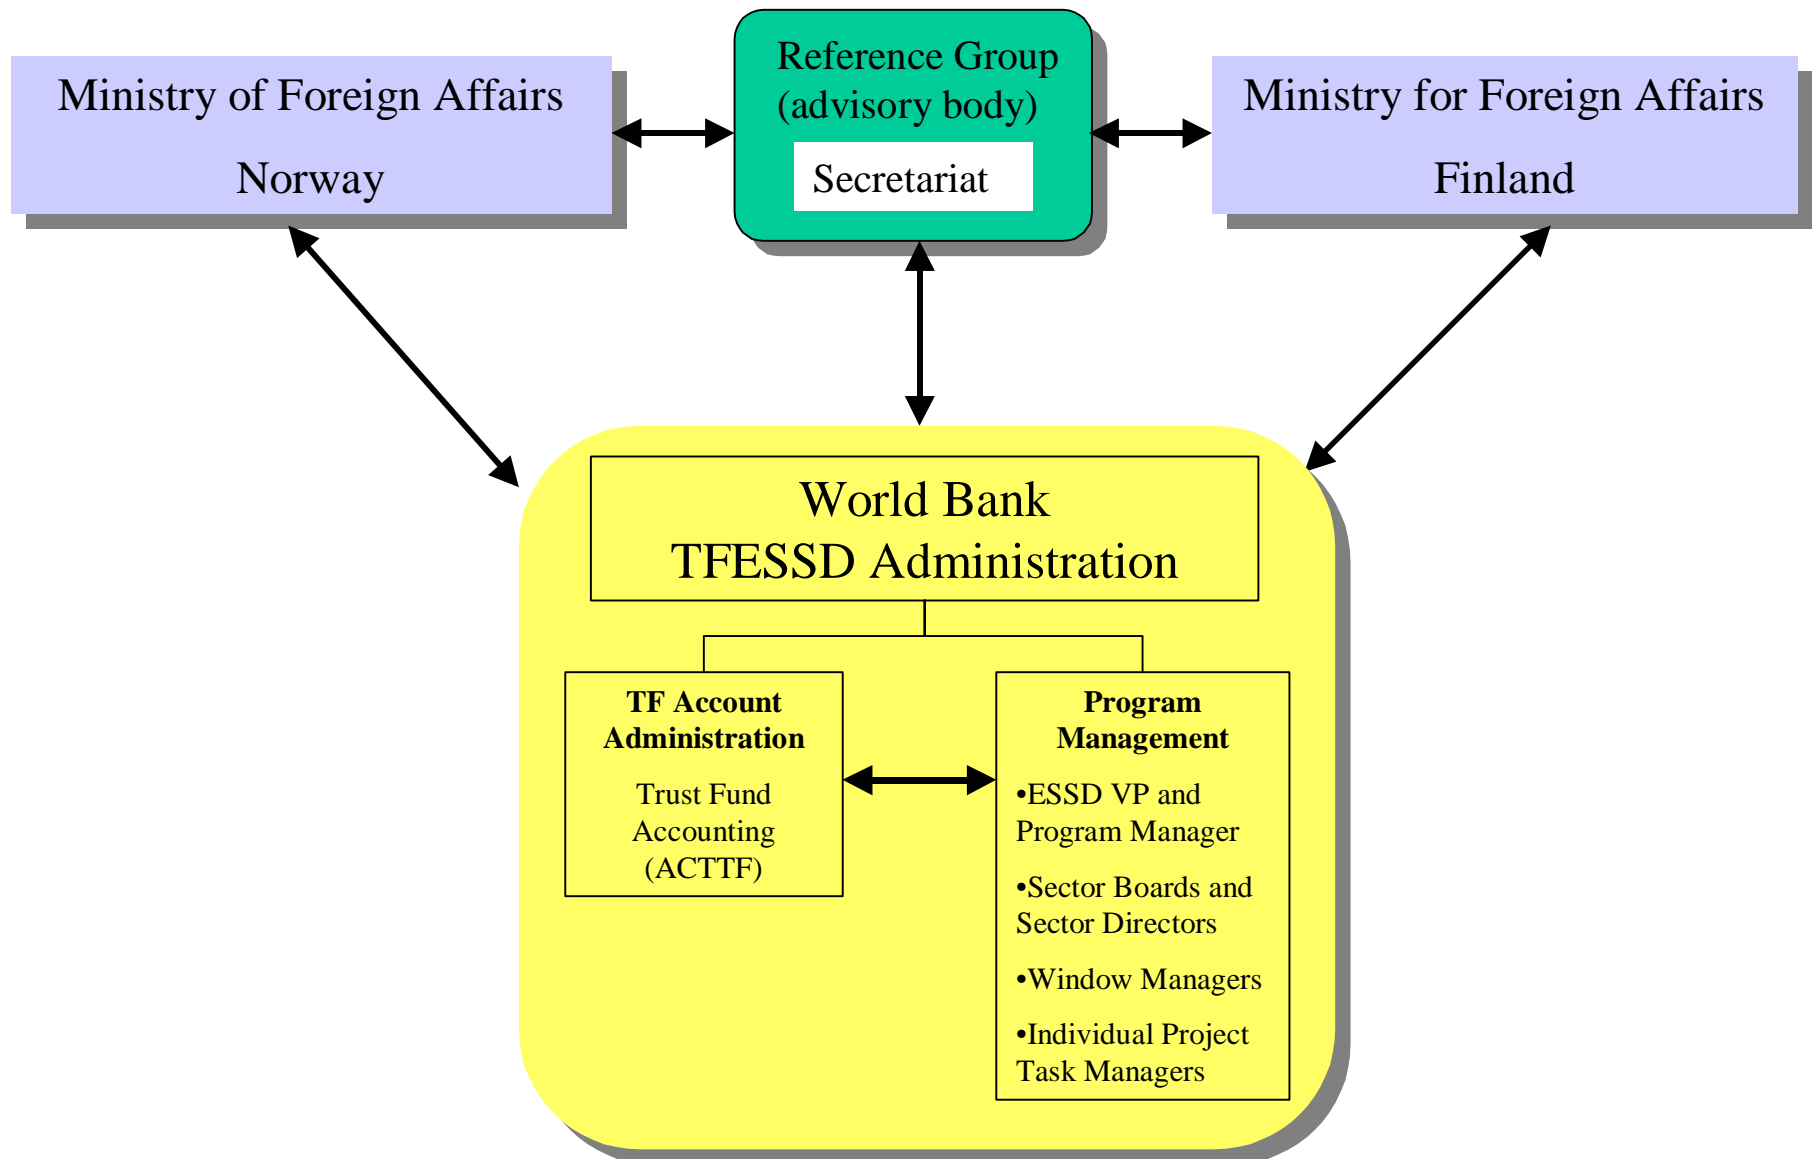 Ministry of Foreign Affairs
Norway
Reference Group
(advisory body)
Secretariat
Ministry for Foreign Affairs
Finland
World Bank
TFESSD Administration
TF Account
Administration
Trust Fund
Accounting
(ACTTF)
Program
Management
•ESSD VP and
Program Manager
•Sector Boards and
Sector Directors
•Window Managers
•Individual Project
Task Managers